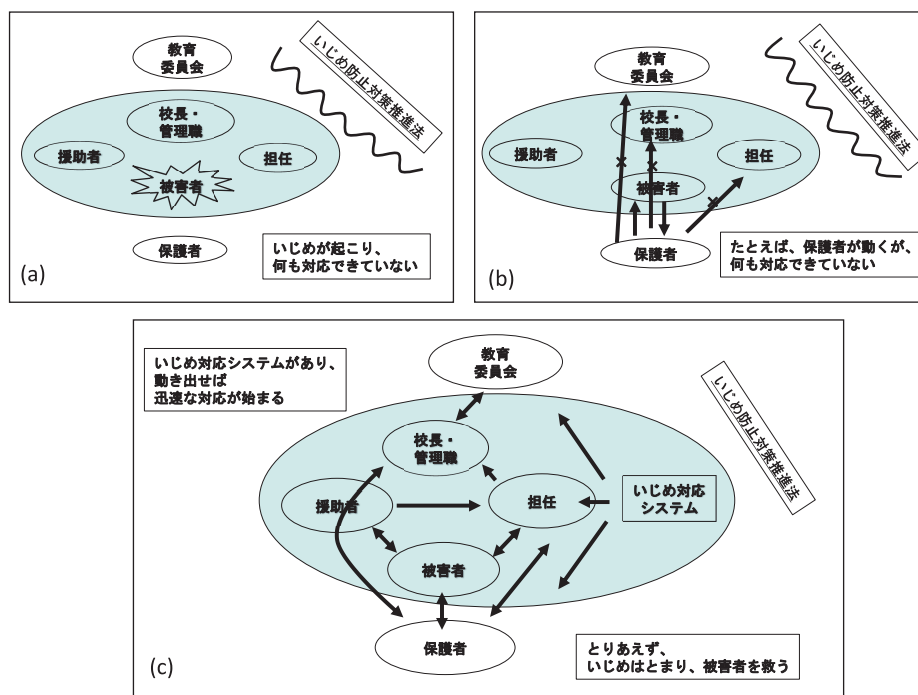 教育
委員会
いじめ防止対策推進法
校長・
管理職
援助者
担任
被害者
保護者
いじめが起こり、
何も対応できていない
(a)
教育
委員会
いじめ防止対策推進法
校長・
管理職
援助者
担任
被害者
保護者
たとえば、保護者が動くが、
何も対応できていない
(b)
いじめ対応システムがあり、
動き出せば
迅速な対応が始まる
教育
委員会
いじめ防止対策推進法
校長・
管理職
援助者
担任
いじめ対応
システム
被害者
保護者
とりあえず、
いじめはとまり、被害者を救う
(c)